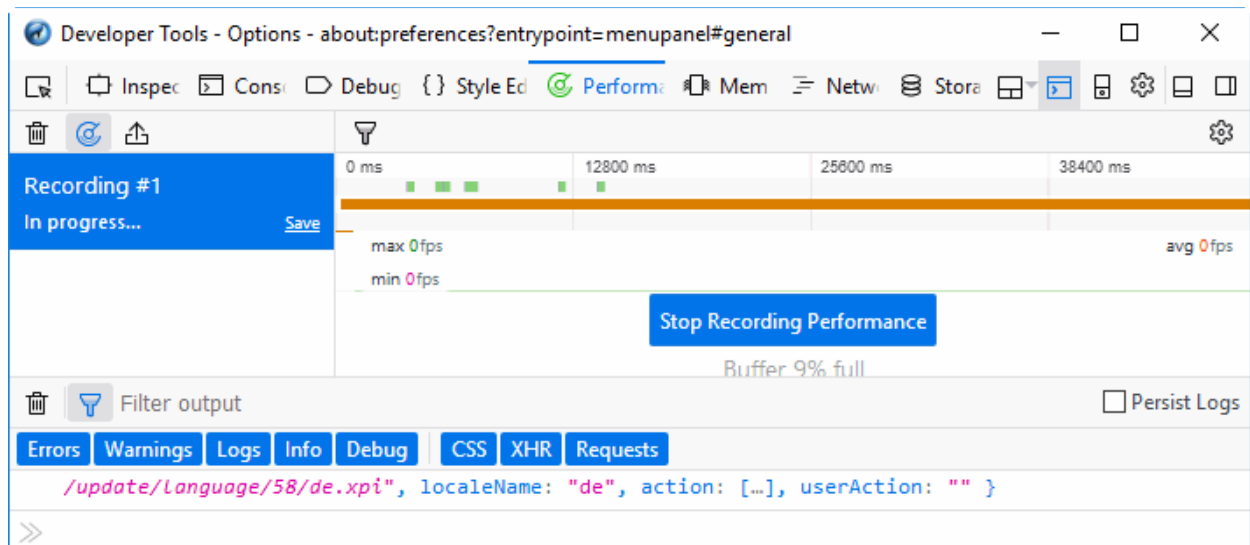 Developer Tools - Options - about:preferences?entrypoint=menupanel#general
Inspec Cons Debug {} Style Ed Performa Mem Netw Stora
Recording #1
In progress... Save
0 ms 12800 ms 25600 ms 38400 ms
max 0fps avg 0fps
min 0fps
Stop Recording Performance
Buffer 9% full
Filter output Persist Logs
Errors Warnings Logs Info Debug CSS XHR Requests
/update/language/58/de.xpi", localeName: "de", action: […], userAction: "" }